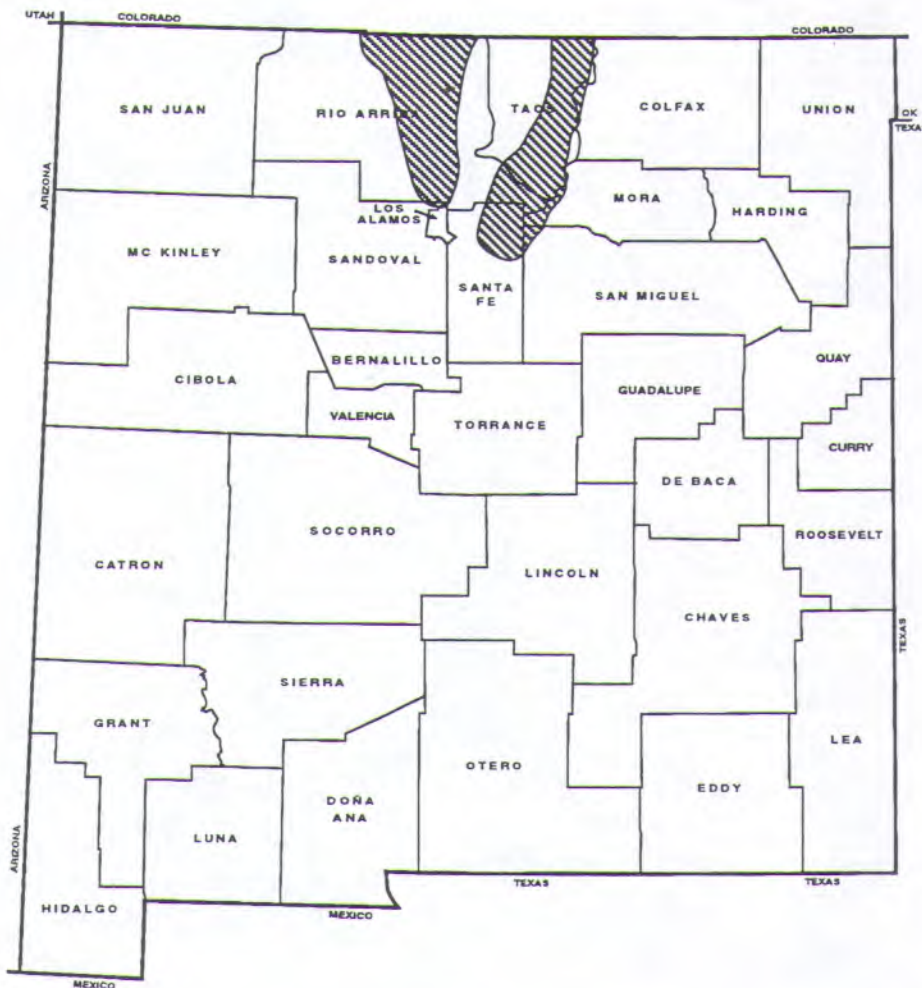 UTAH
COLORADO
COLORADO
SAN JUAN
RIO ARRIBA
TAOS
COLFAX
UNION
OK
TEXAS
ARIZONA
LOS
ALAMOS
MORA
HARDING
MC KINLEY
SANDOVAL
SANTA
FE
SAN MIGUEL
BERNALILLO
QUAY
CIBOLA
GUADALUPE
VALENCIA
TORRANCE
CURRY
DE BACA
SOCORRO
ROOSEVELT
CATRON
LINCOLN
CHAVES
TEXAS
SIERRA
GRANT
LEA
OTERO
EDDY
DOÑA
ANA
LUNA
ARIZONA
TEXAS
TEXAS
HIDALGO
MEXICO
MEXICO